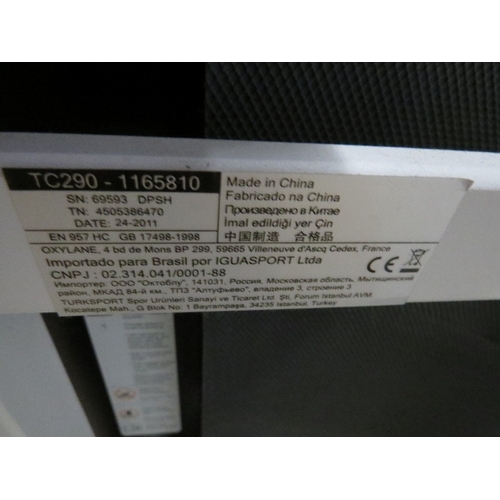 TC290 - 1165810
SN: 69593 DPSH
TN: 4505386470
DATE: 24-2011
EN 957 HC GB 17498-1998
Made in China
Fabricado na China
Произведено в Китае
Imal edildiği yer Çin
中国制造 合格品
OXYLANE, 4 bd de Mons BP 299, 59665 Villeneuve d'Ascq Cedex, France
Importado para Brasil por IGUASPORT Ltda
CNPJ : 02.314.041/0001-88
CE
Импортер: ООО "Октоблу", 141031, Россия, Московская область, Мытищинский
район, МКАД 84-й км., ТПЗ "Алтуфьево", владение 3, строение 3
TURKSPORT Spor Urünleri Sanayi ve Ticaret Ltd. Şti, Forum Istanbul AVM
Kocatepe Mah., G Blok No: 1 Bayrampaşa, 34235 Istanbul, Turkey